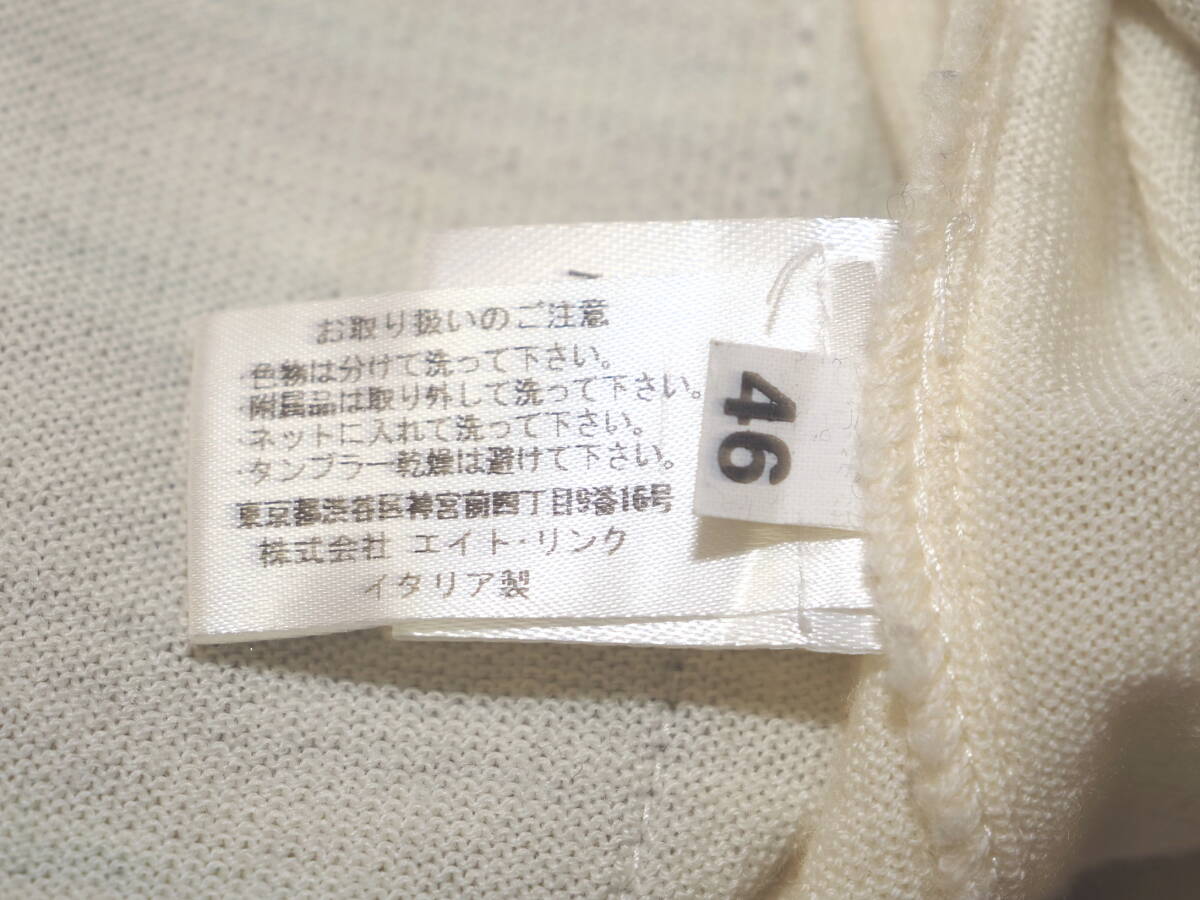 お取り扱いのご注意
・色物は分けて洗って下さい。
・附属品は取り外して洗って下さい。
・ネットに入れて洗って下さい。
・タンブラー乾燥は避けて下さい。
東京都渋谷区神宮前四丁目9番16号
株式会社 エイト・リンク
イタリア製
46